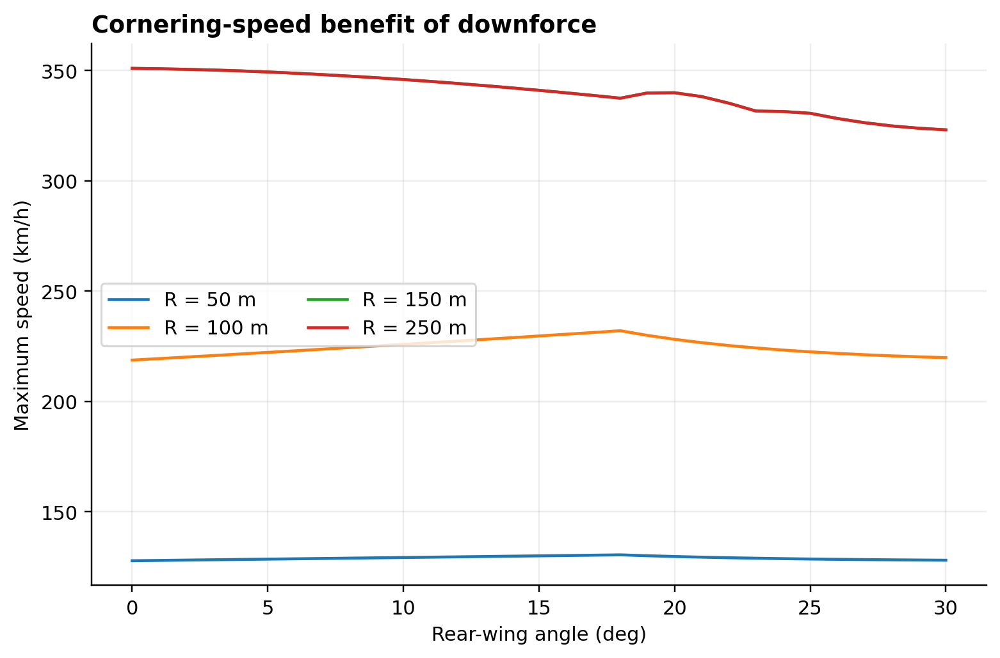 Cornering-speed benefit of downforce
Maximum speed (km/h)
350
300
250
200
150
R = 50 m
R = 100 m
R = 150 m
R = 250 m
0 5 10 15 20 25 30
Rear-wing angle (deg)